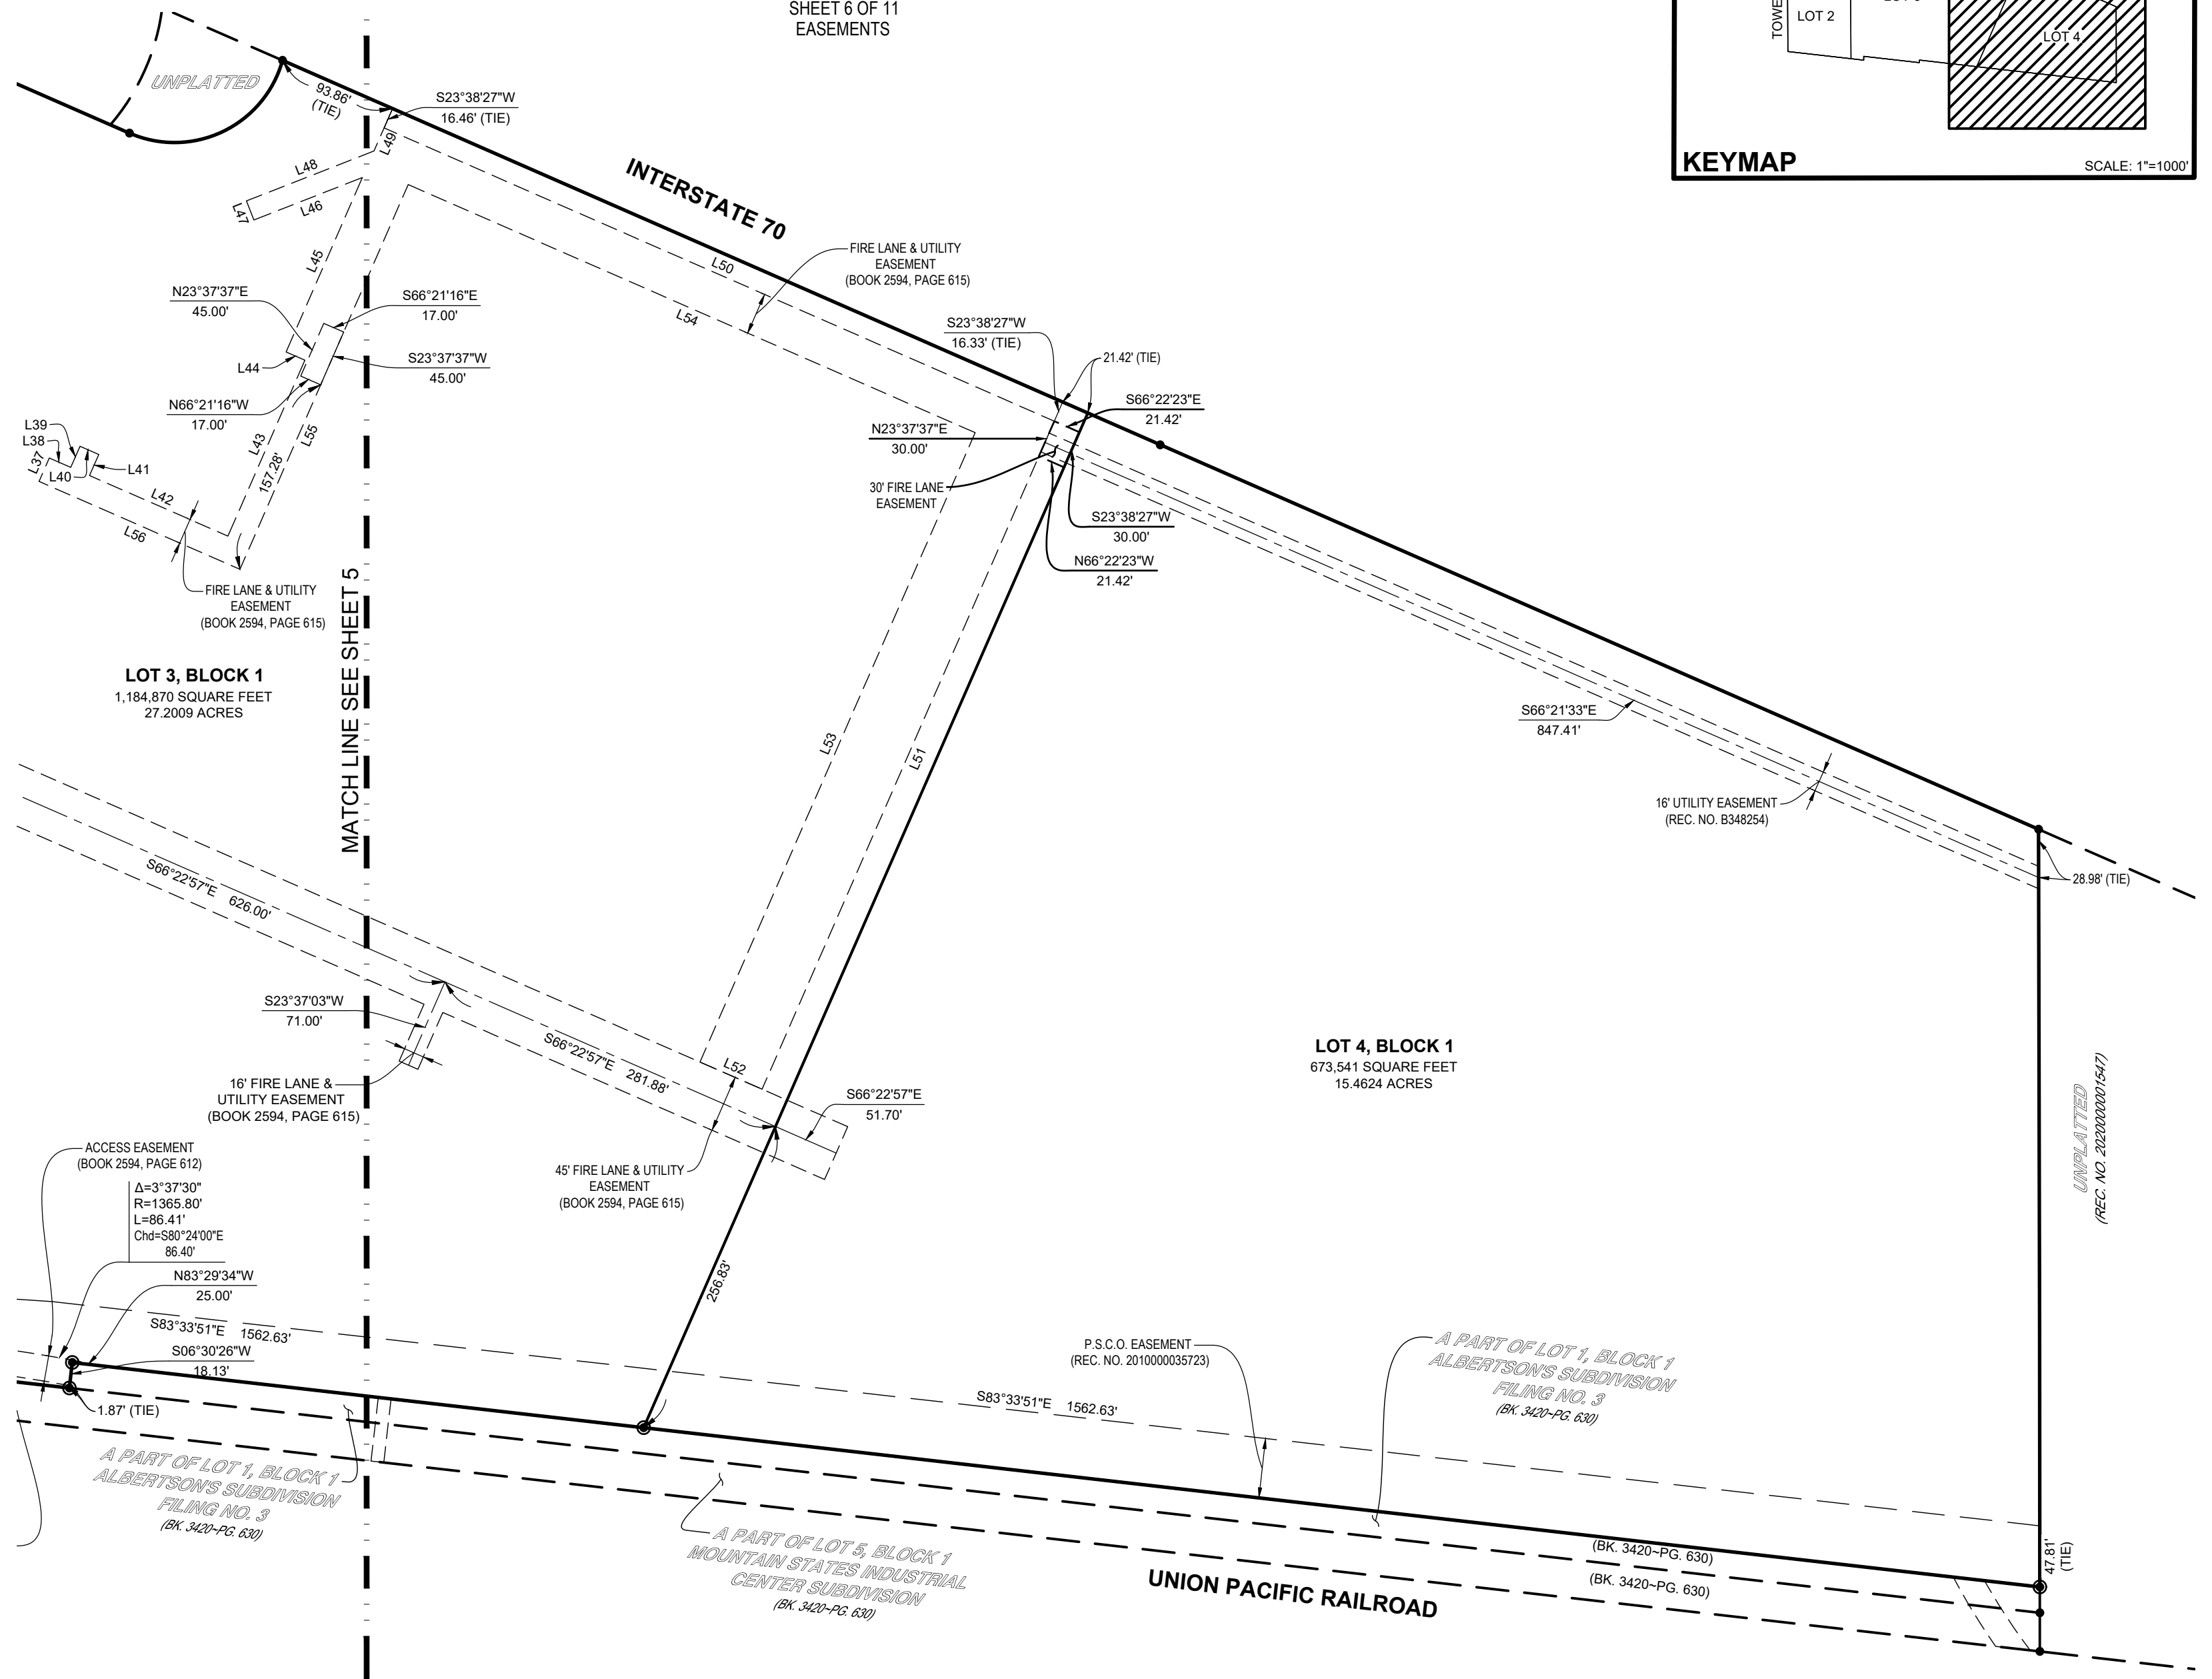 SHEET 6 OF 11
EASEMENTS
LOT 2
LOT 4
KEYMAP
SCALE: 1"=1000'
UNPLATTED
93.86'
(TIE)
S23°38'27"W
16.46' (TIE)
L49
L48
L46
L47
INTERSTATE 70
L45
L50
FIRE LANE & UTILITY
EASEMENT
(BOOK 2594, PAGE 615)
L54
N23°37'37"E
45.00'
S66°21'16"E
17.00'
L44
S23°37'37"W
45.00'
N66°21'16"W
17.00'
S23°38'27"W
16.33' (TIE)
21.42' (TIE)
S66°22'23"E
21.42'
N23°37'37"E
30.00'
30' FIRE LANE
EASEMENT
S23°38'27"W
30.00'
N66°22'23"W
21.42'
L39
L38
L37
L40
L41
L42
L43
L55
157.28'
L56
FIRE LANE & UTILITY
EASEMENT
(BOOK 2594, PAGE 615)
MATCH LINE SEE SHEET 5
LOT 3, BLOCK 1
1,184,870 SQUARE FEET
27.2009 ACRES
L53
L51
S66°21'33"E
847.41'
16' UTILITY EASEMENT
(REC. NO. B348254)
28.98' (TIE)
S66°22'57"E 626.00'
S23°37'03"W
71.00'
16' FIRE LANE &
UTILITY EASEMENT
(BOOK 2594, PAGE 615)
S66°22'57"E 281.88'
L52
S66°22'57"E
51.70'
45' FIRE LANE & UTILITY
EASEMENT
(BOOK 2594, PAGE 615)
LOT 4, BLOCK 1
673,541 SQUARE FEET
15.4624 ACRES
UNPLATTED
(REC. NO. 2020000001547)
ACCESS EASEMENT
(BOOK 2594, PAGE 612)
Δ=3°37'30"
R=1365.80'
L=86.41'
Chd=S80°24'00"E
86.40'
N83°29'34"W
25.00'
S83°33'51"E 1562.63'
S06°30'26"W
18.13'
1.87' (TIE)
256.83'
P.S.C.O. EASEMENT
(REC. NO. 2010000035723)
S83°33'51"E 1562.63'
A PART OF LOT 1, BLOCK 1
ALBERTSON'S SUBDIVISION
FILING NO. 3
(BK. 3420~PG. 630)
A PART OF LOT 1, BLOCK 1
ALBERTSON'S SUBDIVISION
FILING NO. 3
(BK. 3420~PG. 630)
A PART OF LOT 5, BLOCK 1
MOUNTAIN STATES INDUSTRIAL
CENTER SUBDIVISION
(BK. 3420~PG. 630)
UNION PACIFIC RAILROAD
(BK. 3420~PG. 630)
(BK. 3420~PG. 630)
47.81'
(TIE)